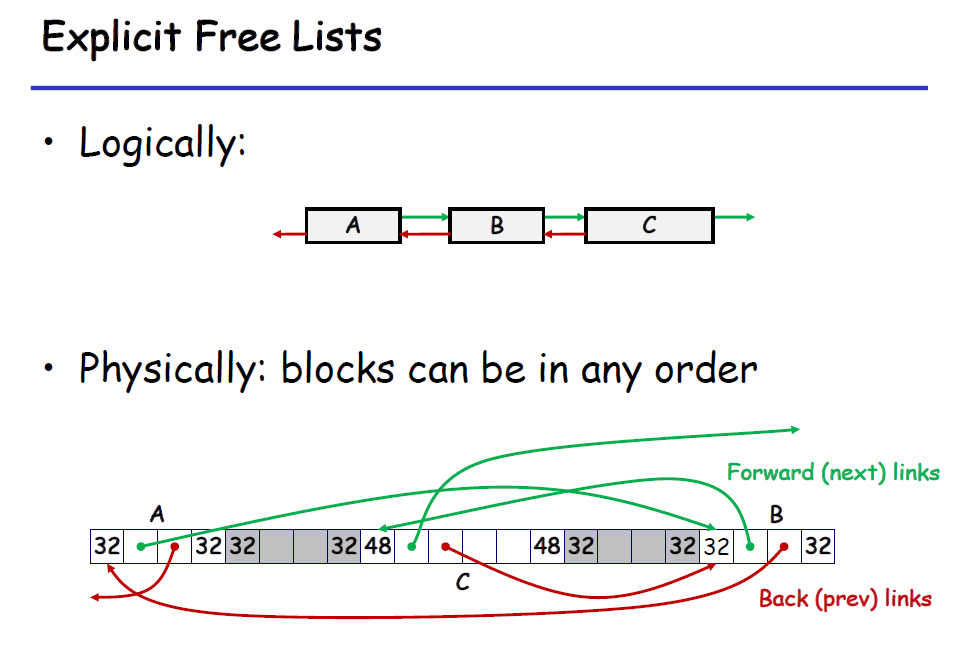 Explicit Free Lists
• Logically:
A B C
• Physically: blocks can be in any order
Forward (next) links
A B
32 32 32 32 48 48 32 32 32 32
C
Back (prev) links